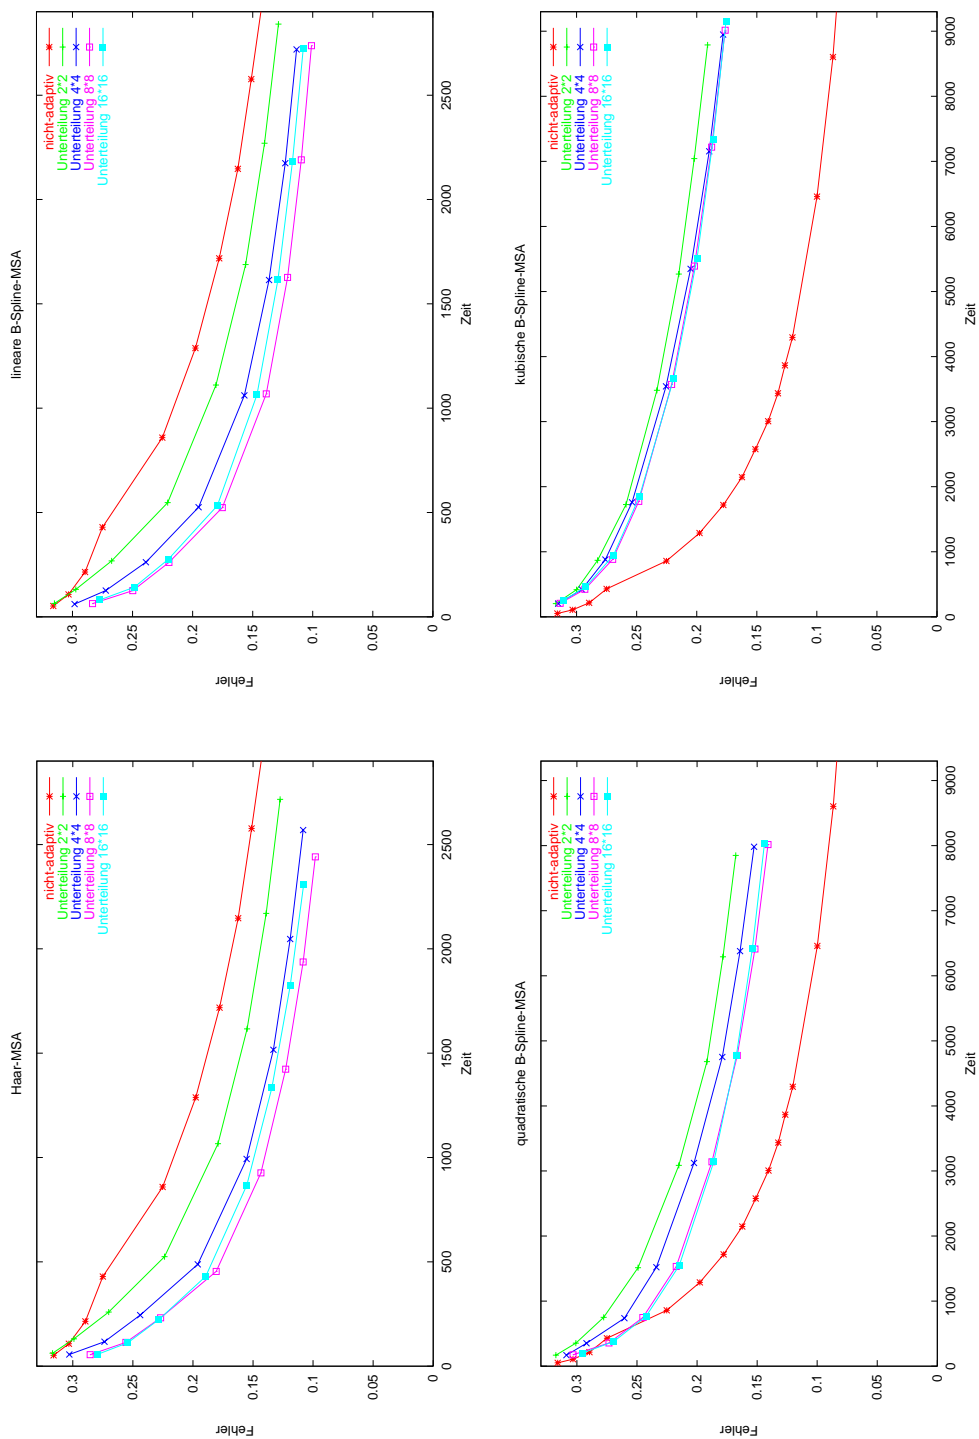 Haar-MSA
nicht-adaptiv
Unterteilung 2*2
Unterteilung 4*4
Unterteilung 8*8
Unterteilung 16*16
Fehler
0.3
0.25
0.2
0.15
0.1
0.05
0
0 500 1000 1500 2000 2500
Zeit
lineare B-Spline-MSA
nicht-adaptiv
Unterteilung 2*2
Unterteilung 4*4
Unterteilung 8*8
Unterteilung 16*16
Fehler
0.3
0.25
0.2
0.15
0.1
0.05
0
0 500 1000 1500 2000 2500
Zeit
quadratische B-Spline-MSA
nicht-adaptiv
Unterteilung 2*2
Unterteilung 4*4
Unterteilung 8*8
Unterteilung 16*16
Fehler
0.3
0.25
0.2
0.15
0.1
0.05
0
0 1000 2000 3000 4000 5000 6000 7000 8000 9000
Zeit
kubische B-Spline-MSA
nicht-adaptiv
Unterteilung 2*2
Unterteilung 4*4
Unterteilung 8*8
Unterteilung 16*16
Fehler
0.3
0.25
0.2
0.15
0.1
0.05
0
0 1000 2000 3000 4000 5000 6000 7000 8000 9000
Zeit